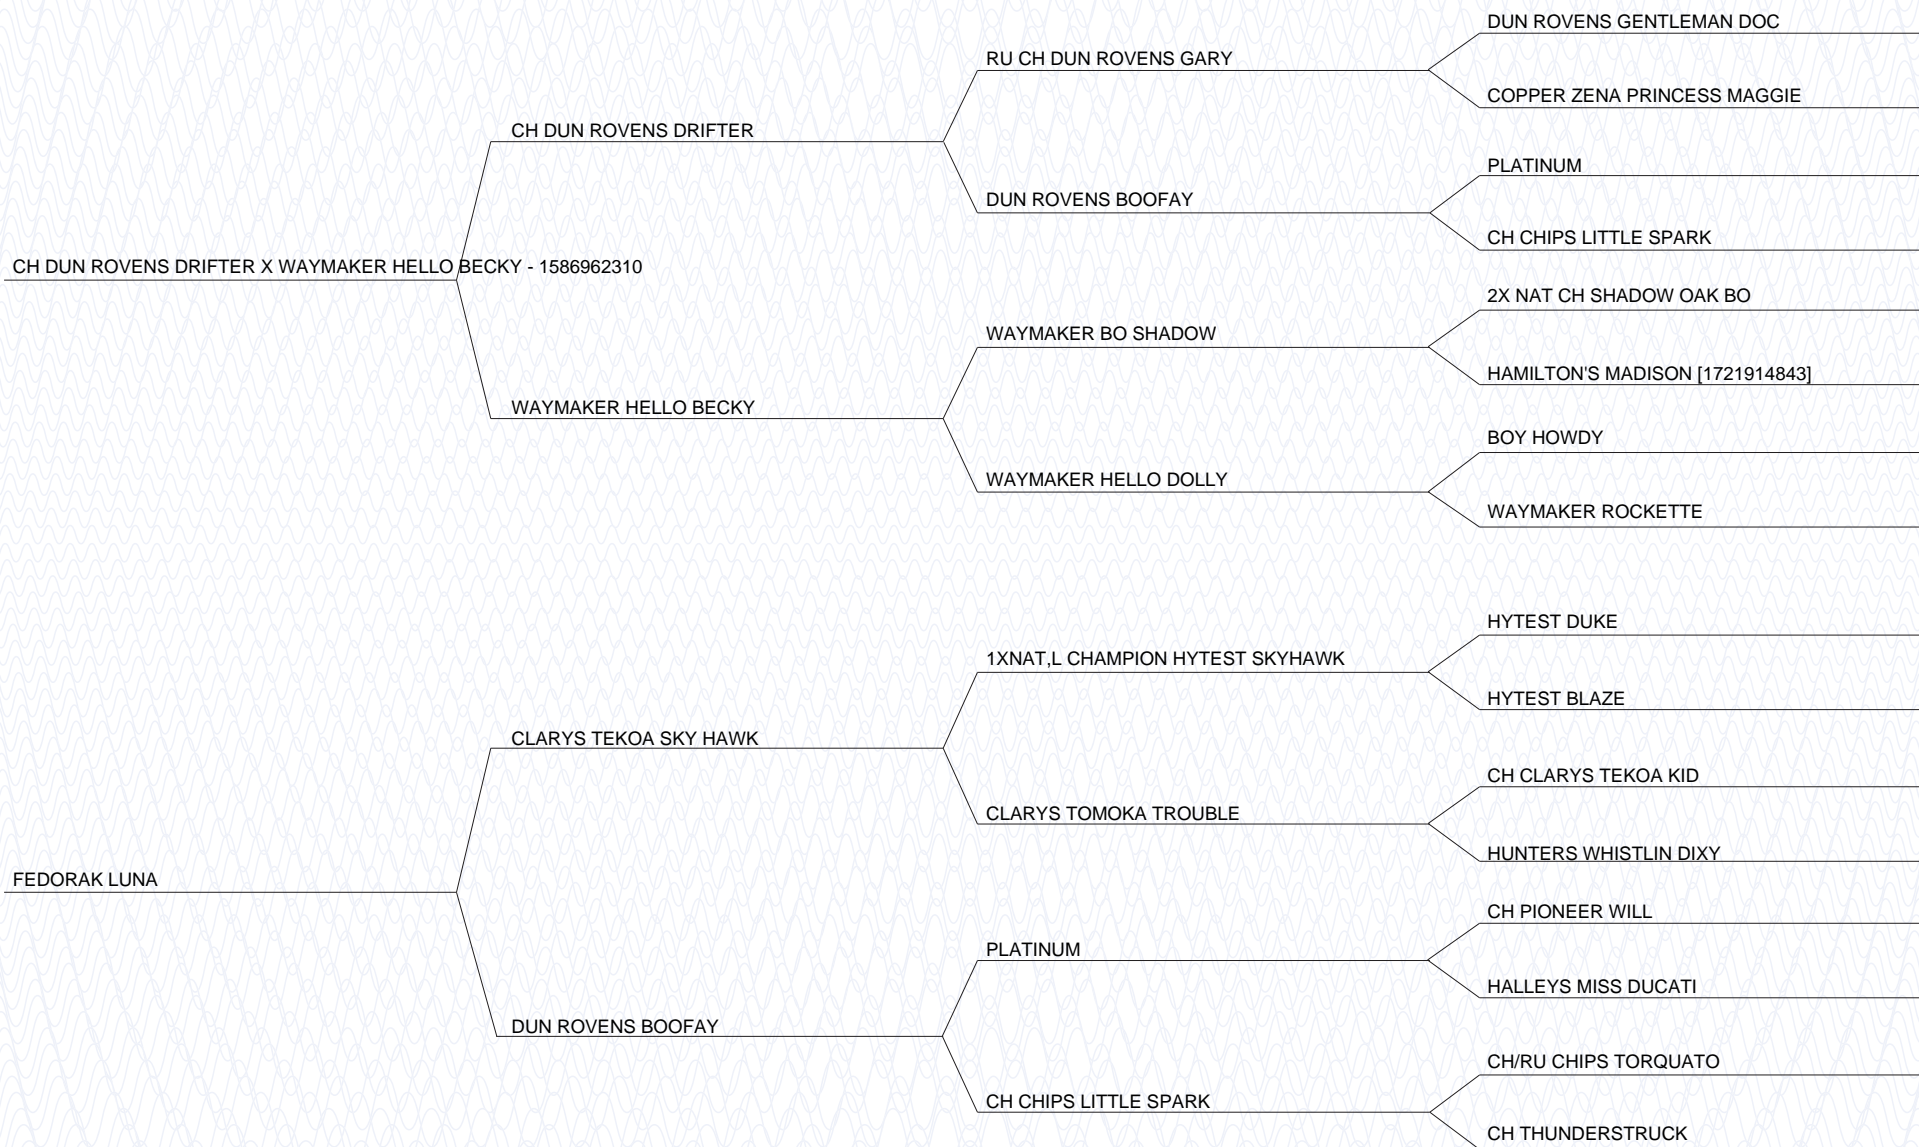 DUN ROVENS GENTLEMAN DOC
RU CH DUN ROVENS GARY
COPPER ZENA PRINCESS MAGGIE
CH DUN ROVENS DRIFTER
PLATINUM
DUN ROVENS BOOFAY
CH CHIPS LITTLE SPARK
CH DUN ROVENS DRIFTER X WAYMAKER HELLO BECKY - 1586962310
2X NAT CH SHADOW OAK BO
WAYMAKER BO SHADOW
HAMILTON'S MADISON [1721914843]
WAYMAKER HELLO BECKY
BOY HOWDY
WAYMAKER HELLO DOLLY
WAYMAKER ROCKETTE
HYTEST DUKE
1XNAT,L CHAMPION HYTEST SKYHAWK
HYTEST BLAZE
CLARYS TEKOA SKY HAWK
CH CLARYS TEKOA KID
CLARYS TOMOKA TROUBLE
HUNTERS WHISTLIN DIXY
FEDORAK LUNA
CH PIONEER WILL
PLATINUM
HALLEYS MISS DUCATI
DUN ROVENS BOOFAY
CH/RU CHIPS TORQUATO
CH CHIPS LITTLE SPARK
CH THUNDERSTRUCK